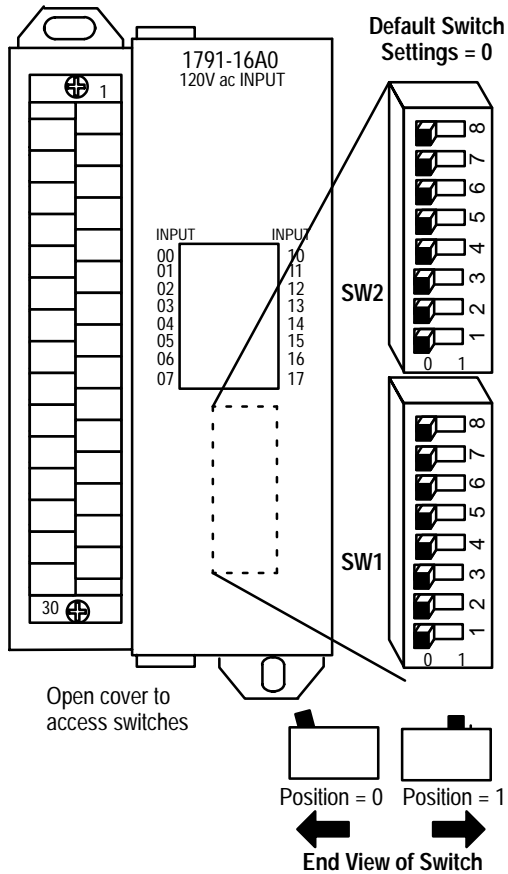 Default Switch
Settings = 0
1791-16A0
120V ac INPUT
1
INPUT INPUT
00 10
01 11
02 12
03 13
04 14
05 15
06 16
07 17
30
SW2
8
7
6
5
4
3
2
1
0 1
SW1
8
7
6
5
4
3
2
1
0 1
Open cover to
access switches
Position = 0 Position = 1
End View of Switch